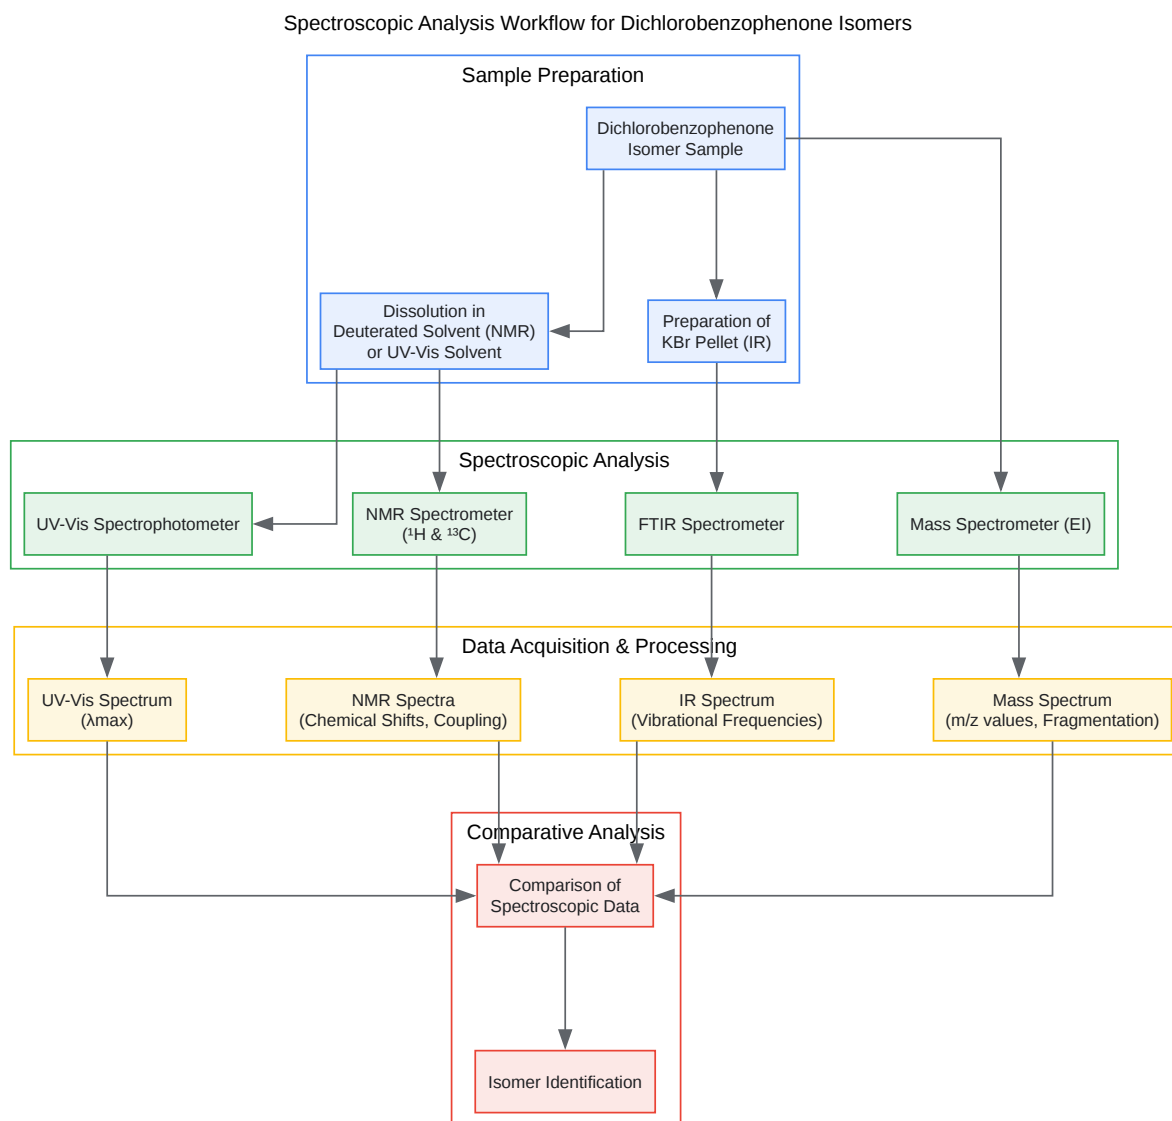 Spectroscopic Analysis Workflow for Dichlorobenzophenone Isomers
Sample Preparation
Dichlorobenzophenone
Isomer Sample
Dissolution in
Deuterated Solvent (NMR)
or UV-Vis Solvent
Preparation of
KBr Pellet (IR)
Spectroscopic Analysis
UV-Vis Spectrophotometer
NMR Spectrometer
(¹H & ¹³C)
FTIR Spectrometer
Mass Spectrometer (EI)
Data Acquisition & Processing
UV-Vis Spectrum
(λmax)
NMR Spectra
(Chemical Shifts, Coupling)
IR Spectrum
(Vibrational Frequencies)
Mass Spectrum
(m/z values, Fragmentation)
Comparative Analysis
Comparison of
Spectroscopic Data
Isomer Identification